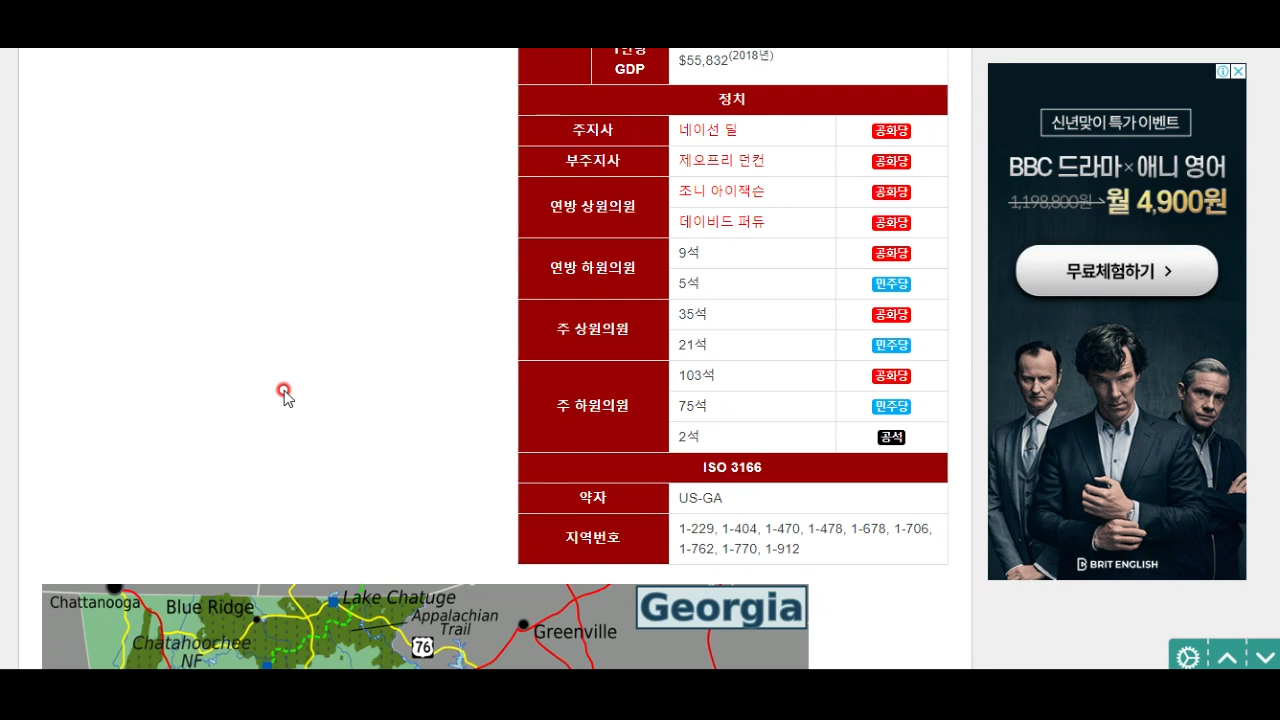 1인당
GDP
$55,832(2018년)
정치
주지사
네이선 딜
공화당
부주지사
제오프리 던컨
공화당
연방 상원의원
조니 아이잭슨
공화당
데이비드 퍼듀
공화당
연방 하원의원
9석
공화당
5석
민주당
주 상원의원
35석
공화당
21석
민주당
주 하원의원
103석
공화당
75석
민주당
2석
공석
ISO 3166
약자
US-GA
지역번호
1-229, 1-404, 1-470, 1-478, 1-678, 1-706,
1-762, 1-770, 1-912
Chattanooga
Blue Ridge
Lake Chatuge
Appalachian
Trail
Chatahoochee
NF
76
Greenville
Georgia
신년맞이 특가 이벤트
BBC 드라마×애니 영어
1,198,800원→월 4,900원
무료체험하기 >
BRIT ENGLISH